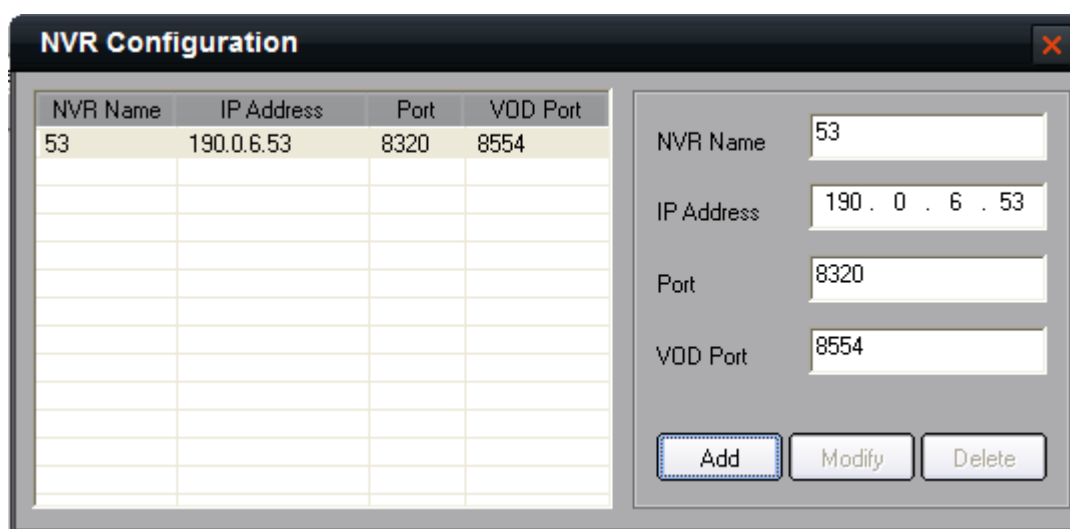 NVR Configuration
NVR Name IP Address Port VOD Port
53 190.0.6.53 8320 8554
NVR Name 53
IP Address 190 . 0 . 6 . 53
Port 8320
VOD Port 8554
Add Modify Delete